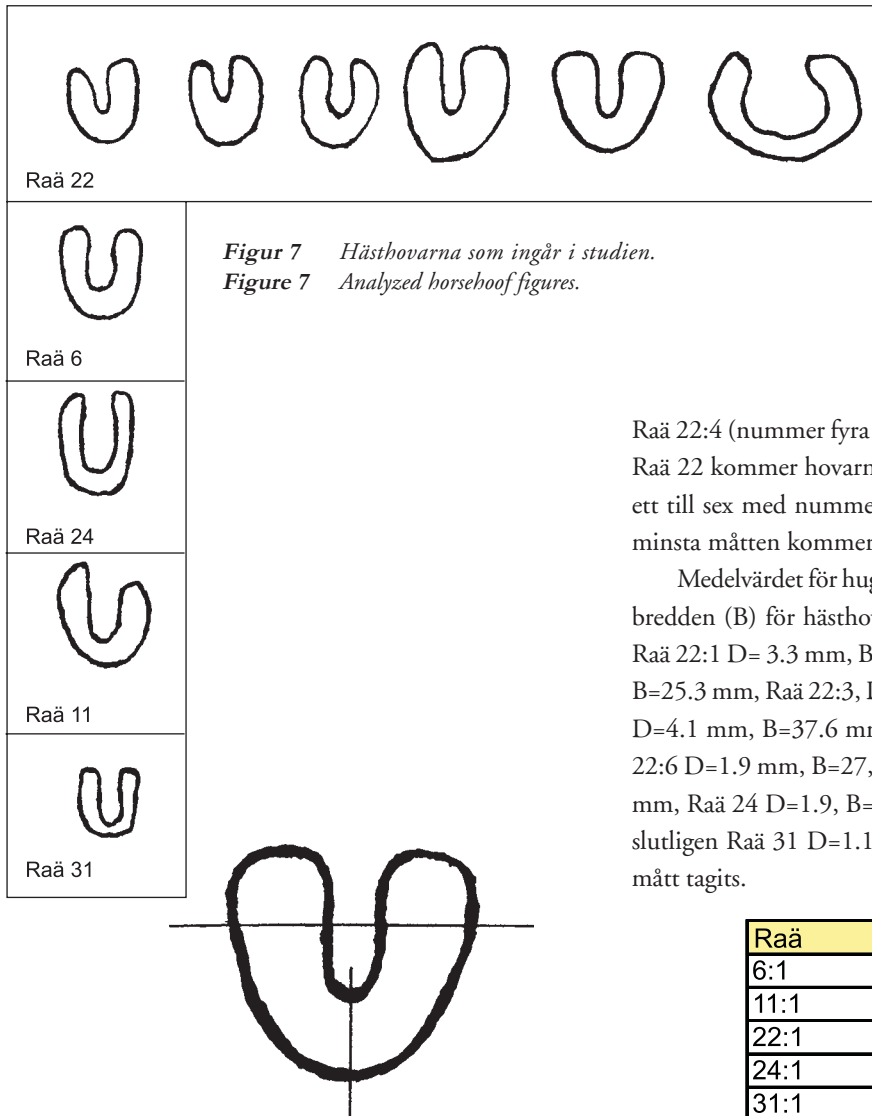 Raä 22
Figur 7 Hästhovarna som ingår i studien.
Figure 7 Analyzed horsehoof figures.
Raä 6
Raä 24
Raä 11
Raä 31
Raä 22:4 (nummer fyra
Raä 22 kommer hovarn
ett till sex med numme
minsta måtten kommer
Medelvärdet för hug
bredden (B) för hästhov
Raä 22:1 D= 3.3 mm, B
B=25.3 mm, Raä 22:3, D
D=4.1 mm, B=37.6 mm
22:6 D=1.9 mm, B=27,
mm, Raä 24 D=1.9, B=
slutligen Raä 31 D=1.1
mått tagits.
Raä
6:1
11:1
22:1
24:1
31:1